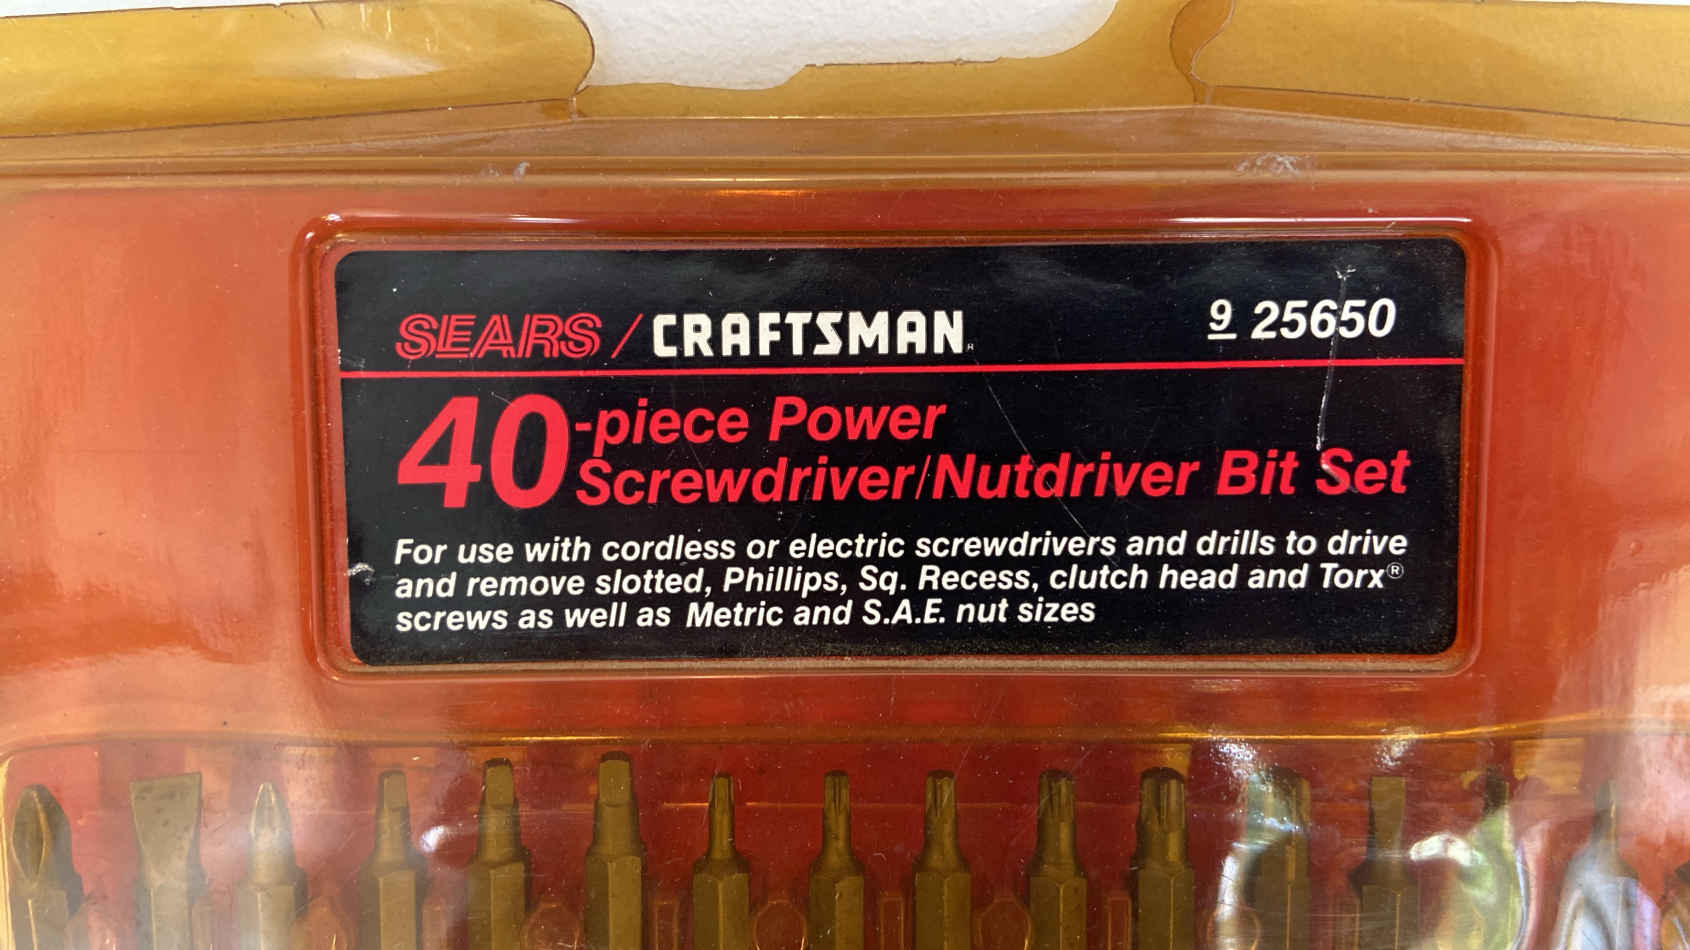 SEARS / CRAFTSMAN® 9 25650
40-piece Power
Screwdriver/Nutdriver Bit Set
For use with cordless or electric screwdrivers and drills to drive
and remove slotted, Phillips, Sq. Recess, clutch head and Torx®
screws as well as Metric and S.A.E. nut sizes